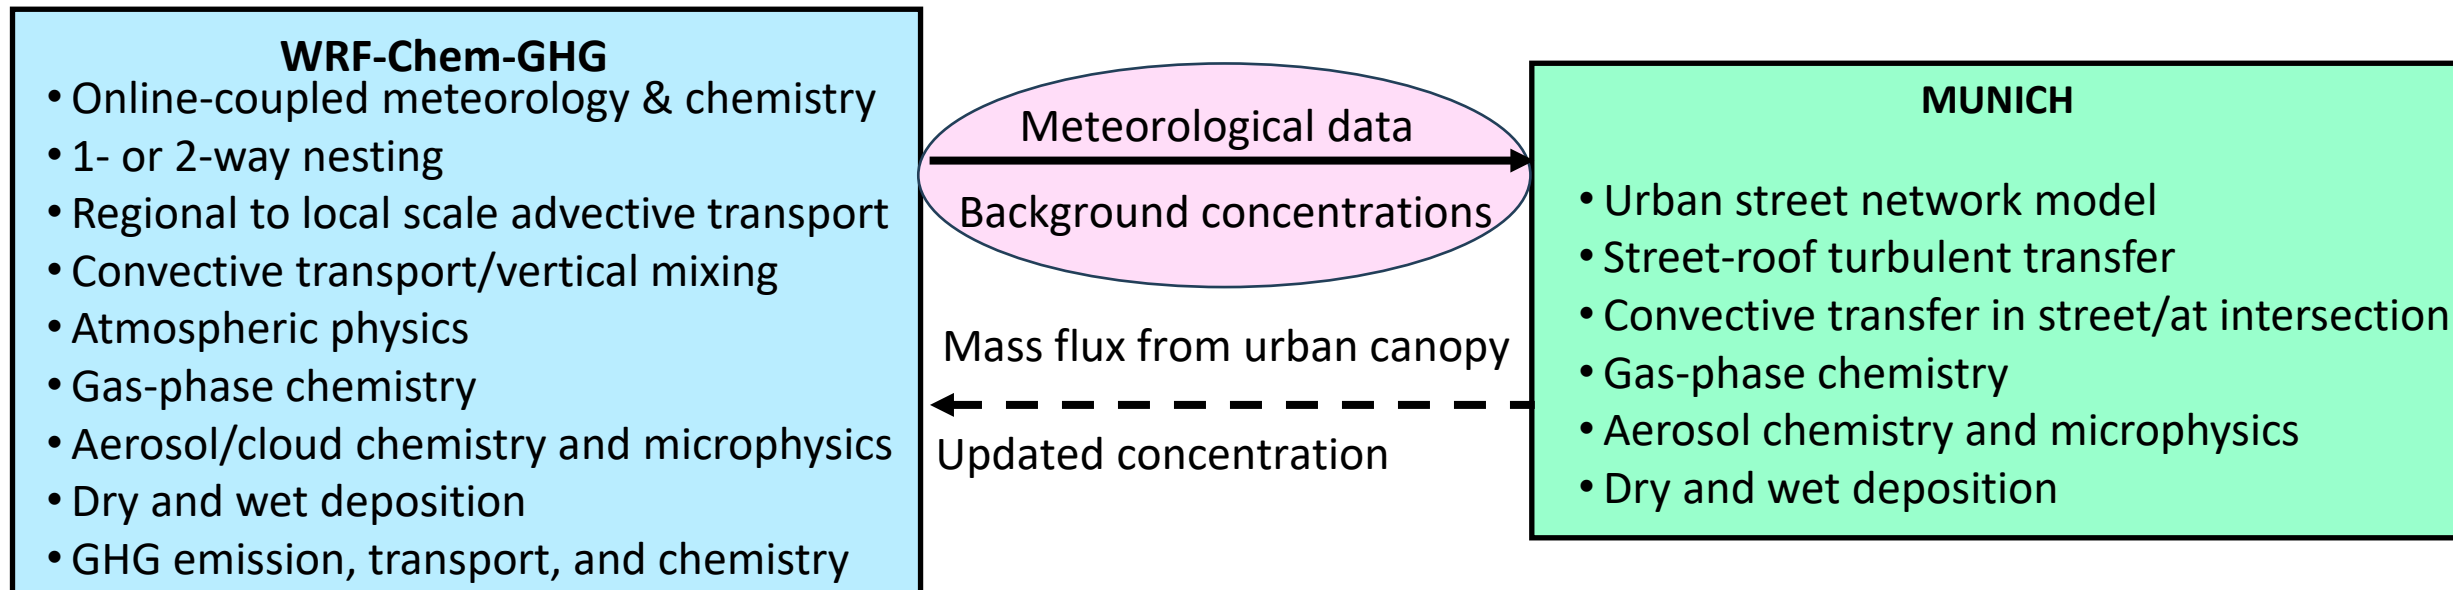 WRF-Chem-GHG
• Online-coupled meteorology & chemistry
• 1- or 2-way nesting
• Regional to local scale advective transport
• Convective transport/vertical mixing
• Atmospheric physics
• Gas-phase chemistry
• Aerosol/cloud chemistry and microphysics
• Dry and wet deposition
• GHG emission, transport, and chemistry
Meteorological data
Background concentrations
Mass flux from urban canopy
Updated concentration
MUNICH
• Urban street network model
• Street-roof turbulent transfer
• Convective transfer in street/at intersection
• Gas-phase chemistry
• Aerosol chemistry and microphysics
• Dry and wet deposition